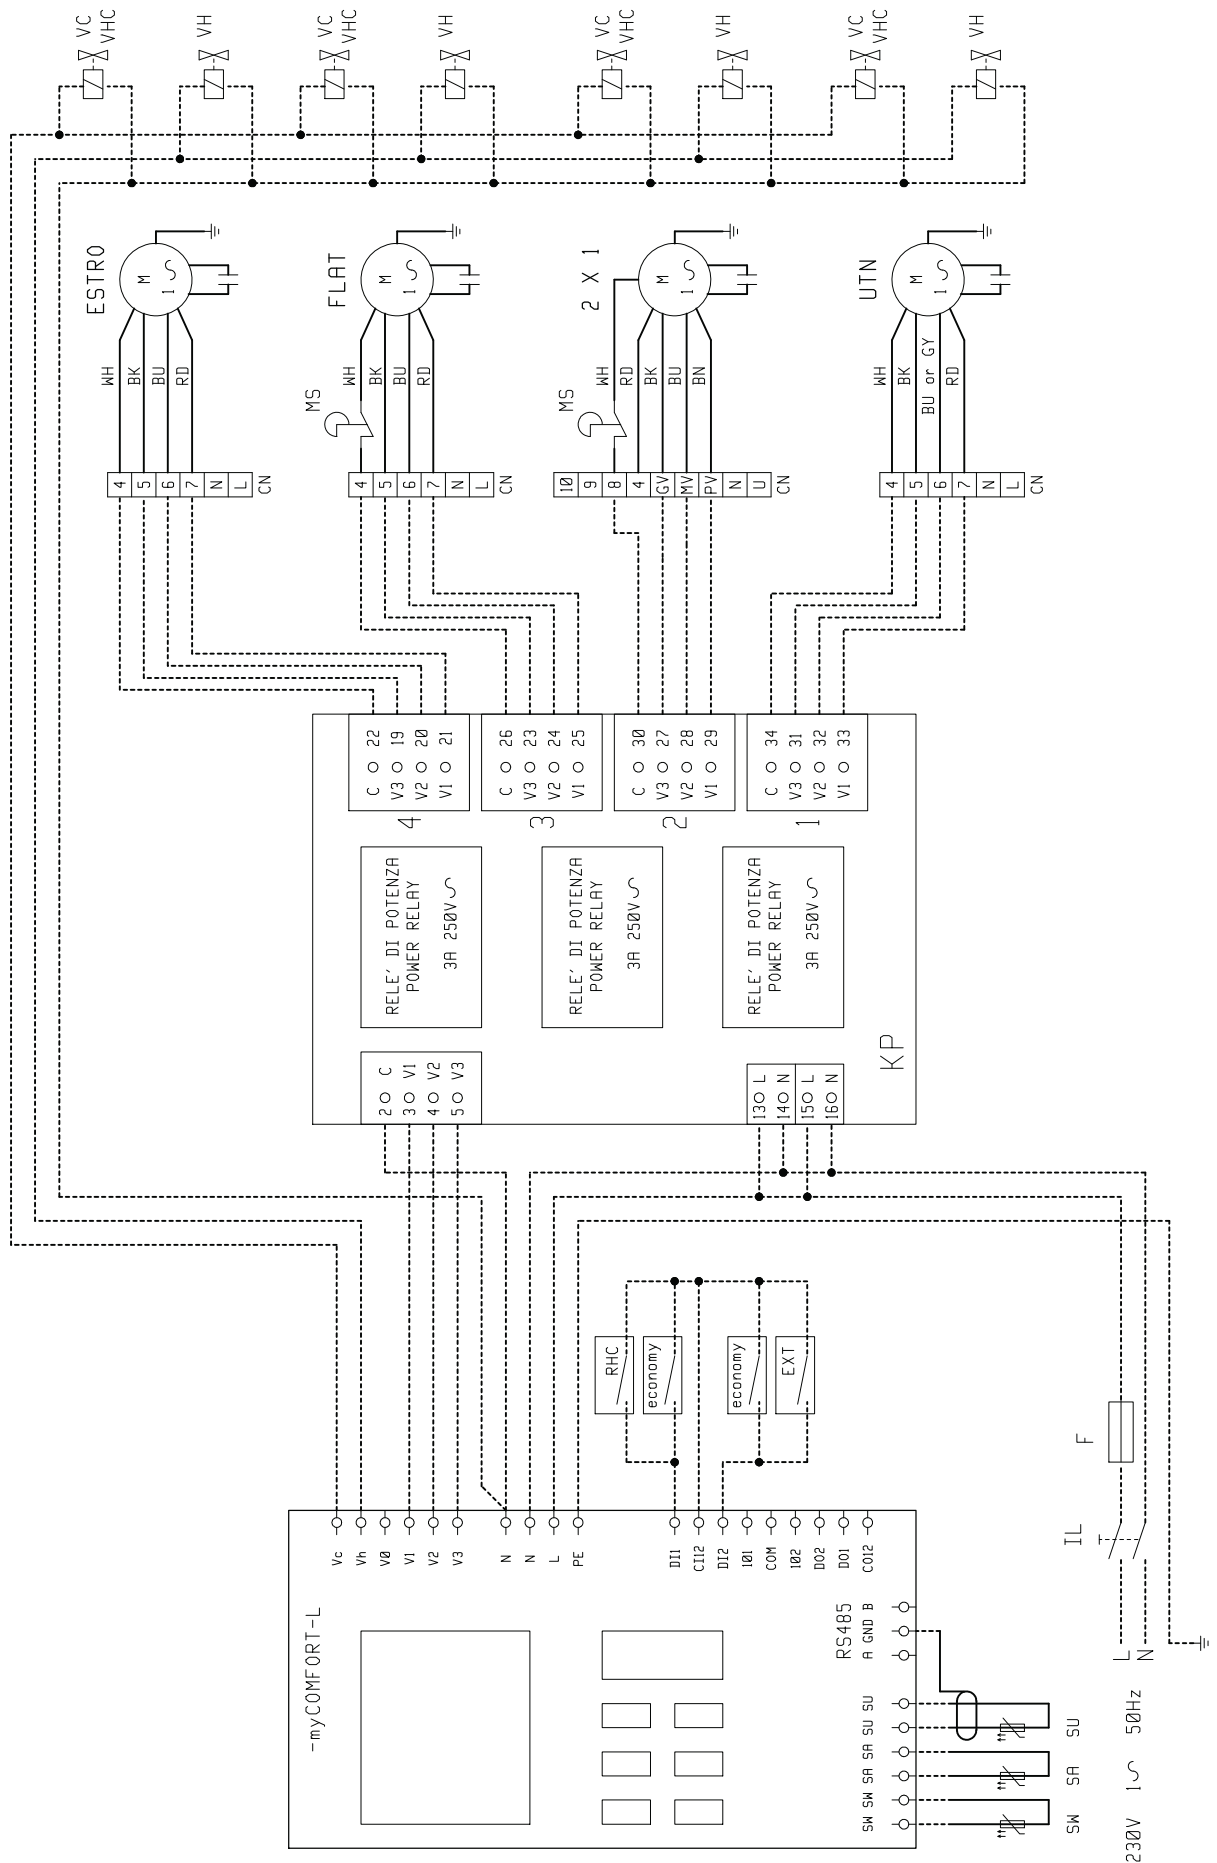 VC
VHC
VH
VC
VHC
VH
VC
VHC
VH
VC
VHC
VH
ESTRO
M
1
WH
BK
BU
RD
4
5
6
7
N
L
CN
FLAT
M
1
MS
WH
BK
BU
RD
4
5
6
7
N
L
CN
2 X 1
M
1
MS
WH
RD
BK
BU
BN
10
9
8
4
GV
MV
PV
N
U
CN
UTN
M
1
WH
BK
BU or GY
RD
4
5
6
7
N
L
CN
C 22
V3 19
V2 20
V1 21
4
C 26
V3 23
V2 24
V1 25
3
C 30
V3 27
V2 28
V1 29
2
C 34
V3 31
V2 32
V1 33
1
RELE' DI POTENZA
POWER RELAY
3A 250V
RELE' DI POTENZA
POWER RELAY
3A 250V
RELE' DI POTENZA
POWER RELAY
3A 250V
KP
2 C
3 V1
4 V2
5 V3
13 L
14 N
15 L
16 N
RHC
economy
economy
EXT
F
IL
L
N
230V 1 50Hz
-myCOMFORT-L
Vc
Vh
V0
V1
V2
V3
N
N
L
PE
DI1
CI12
DI2
I01
COM
I02
DO2
DO1
CO12
RS485
A GND B
SW SW SA SA SU SU
SW
SA
SU